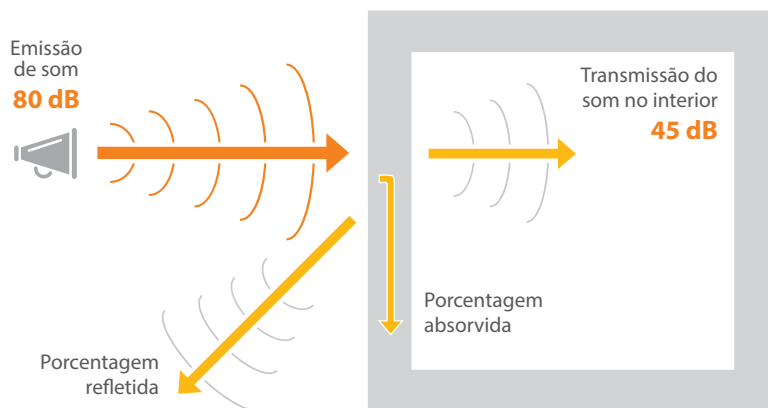 Emissão
de som
80 dB
Transmissão do
som no interior
45 dB
Porcentagem
absorvida
Porcentagem
refletida